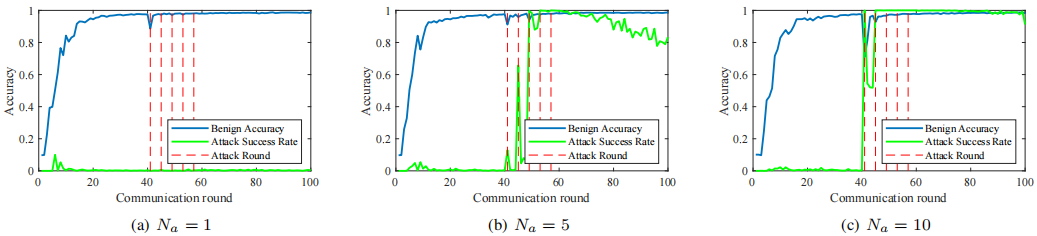 1
0.8
0.6
0.4
0.2
0
Accuracy
Benign Accuracy
Attack Success Rate
Attack Round
0 20 40 60 80 100
Communication round
(a) Nₐ = 1
1
0.8
0.6
0.4
0.2
0
Accuracy
Benign Accuracy
Attack Success Rate
Attack Round
0 20 40 60 80 100
Communication round
(b) Nₐ = 5
1
0.8
0.6
0.4
0.2
0
Accuracy
Benign Accuracy
Attack Success Rate
Attack Round
0 20 40 60 80 100
Communication round
(c) Nₐ = 10